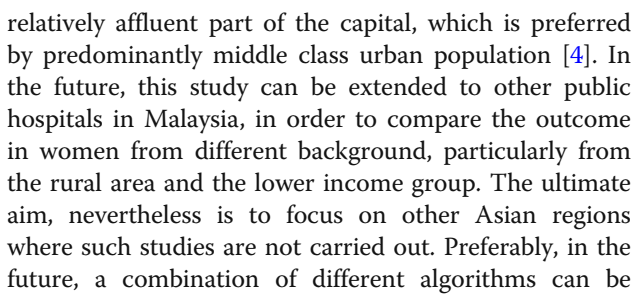 relatively affluent part of the capital, which is preferred
by predominantly middle class urban population [4]. In
the future, this study can be extended to other public
hospitals in Malaysia, in order to compare the outcome
in women from different background, particularly from
the rural area and the lower income group. The ultimate
aim, nevertheless is to focus on other Asian regions
where such studies are not carried out. Preferably, in the
future, a combination of different algorithms can be